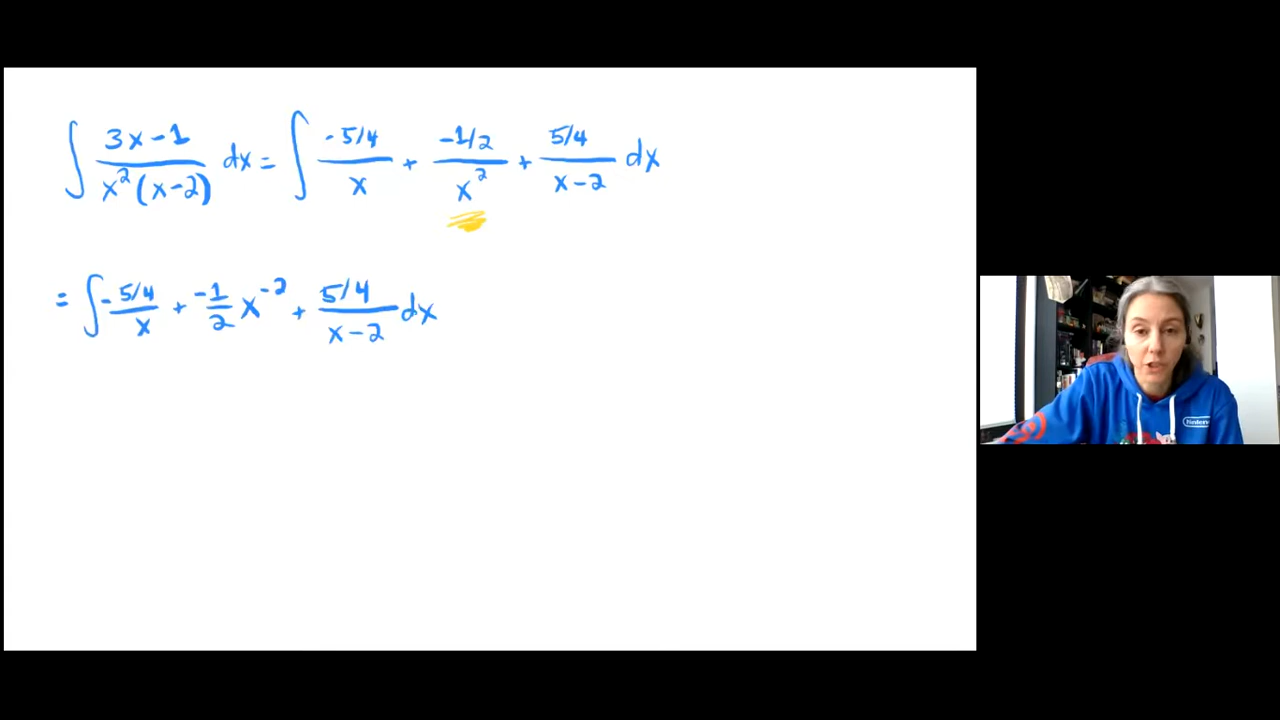 ∫ (3x-1)/(x²(x-2)) dx = ∫ (-5/4)/x + (-1/2)/x² + (5/4)/(x-2) dx
= ∫ (-5/4)/x + (-1/2)x⁻² + (5/4)/(x-2) dx